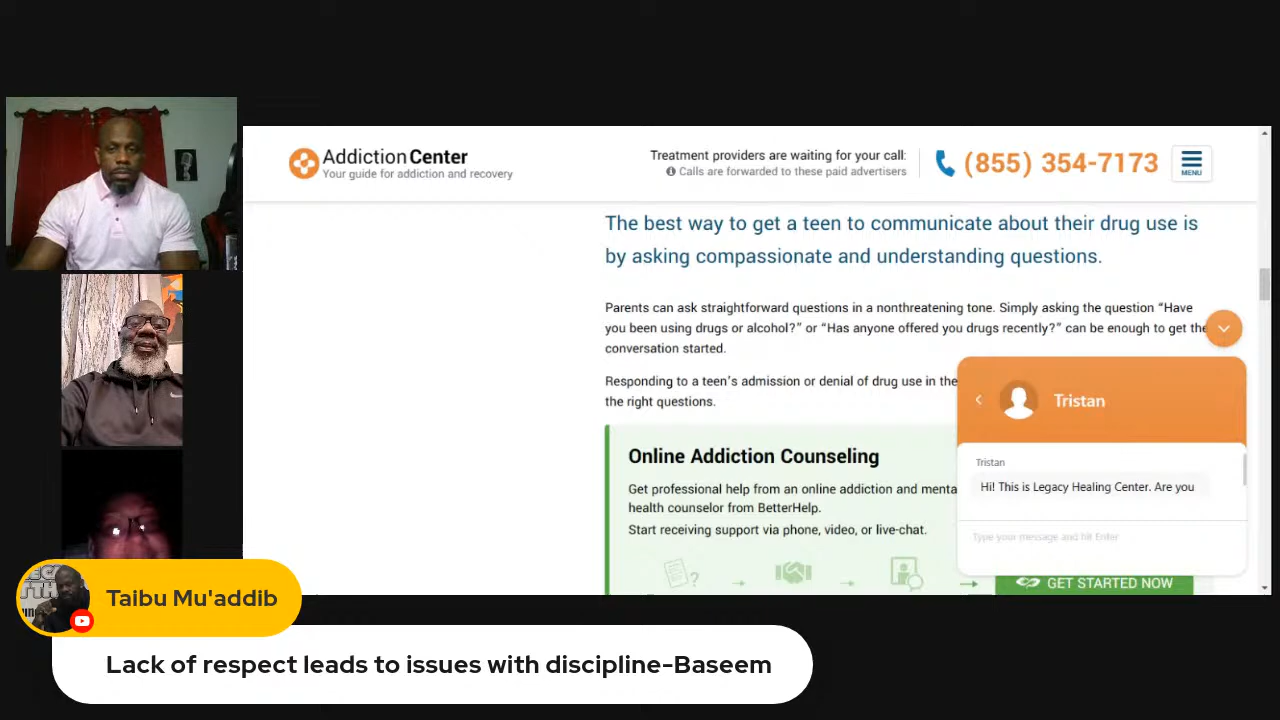 AddictionCenter
Your guide for addiction and recovery
Treatment providers are waiting for your call:
Calls are forwarded to these paid advertisers
(855) 354-7173
MENU
The best way to get a teen to communicate about their drug use is
by asking compassionate and understanding questions.
Parents can ask straightforward questions in a nonthreatening tone. Simply asking the question “Have
you been using drugs or alcohol?” or “Has anyone offered you drugs recently?” can be enough to get the
conversation started.
Responding to a teen’s admission or denial of drug use in the
the right questions.
Online Addiction Counseling
Get professional help from an online addiction and menta
health counselor from BetterHelp.
Start receiving support via phone, video, or live-chat.
GET STARTED NOW
Tristan
Tristan
Hi! This is Legacy Healing Center. Are you
Type your message and hit Enter
Taibu Mu'addib
Lack of respect leads to issues with discipline-Baseem